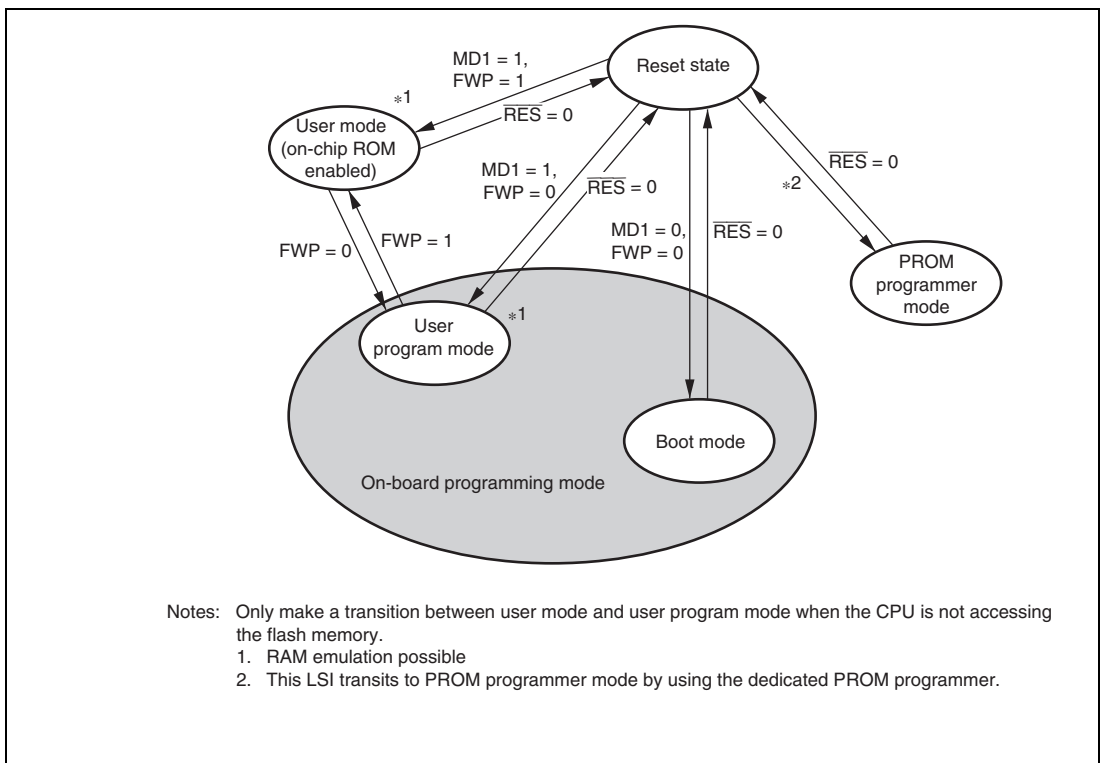 Reset state
MD1 = 1,
FWP = 1
RES = 0
*1
User mode
(on-chip ROM
enabled)
MD1 = 1,
FWP = 0
RES = 0
*2
RES = 0
MD1 = 0,
FWP = 0
RES = 0
FWP = 0
FWP = 1
PROM
programmer
mode
*1
User
program mode
Boot mode
On-board programming mode
Notes: Only make a transition between user mode and user program mode when the CPU is not accessing
the flash memory.
1. RAM emulation possible
2. This LSI transits to PROM programmer mode by using the dedicated PROM programmer.